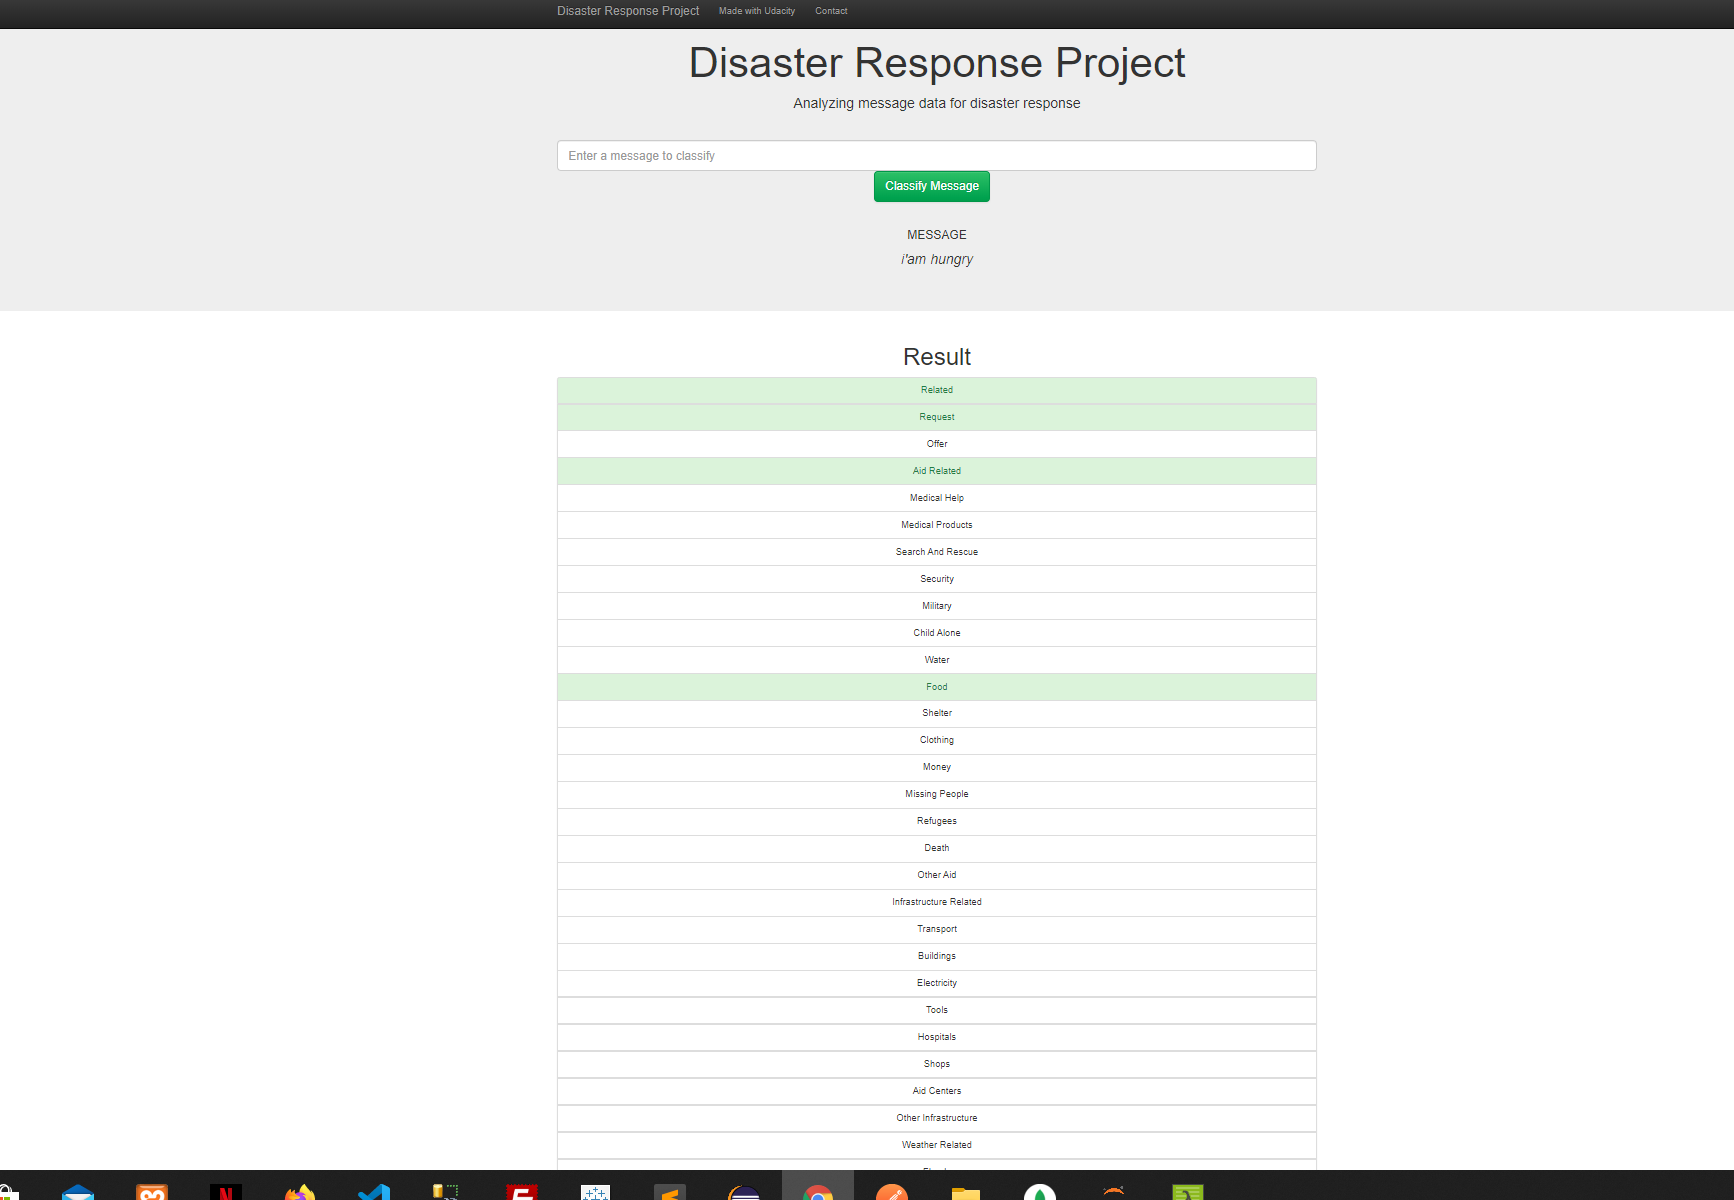 Disaster Response Project Made with Udacity Contact
Disaster Response Project
Analyzing message data for disaster response
Enter a message to classify
Classify Message
MESSAGE
i'am hungry
Result
Related
Request
Offer
Aid Related
Medical Help
Medical Products
Search And Rescue
Security
Military
Child Alone
Water
Food
Shelter
Clothing
Money
Missing People
Refugees
Death
Other Aid
Infrastructure Related
Transport
Buildings
Electricity
Tools
Hospitals
Shops
Aid Centers
Other Infrastructure
Weather Related